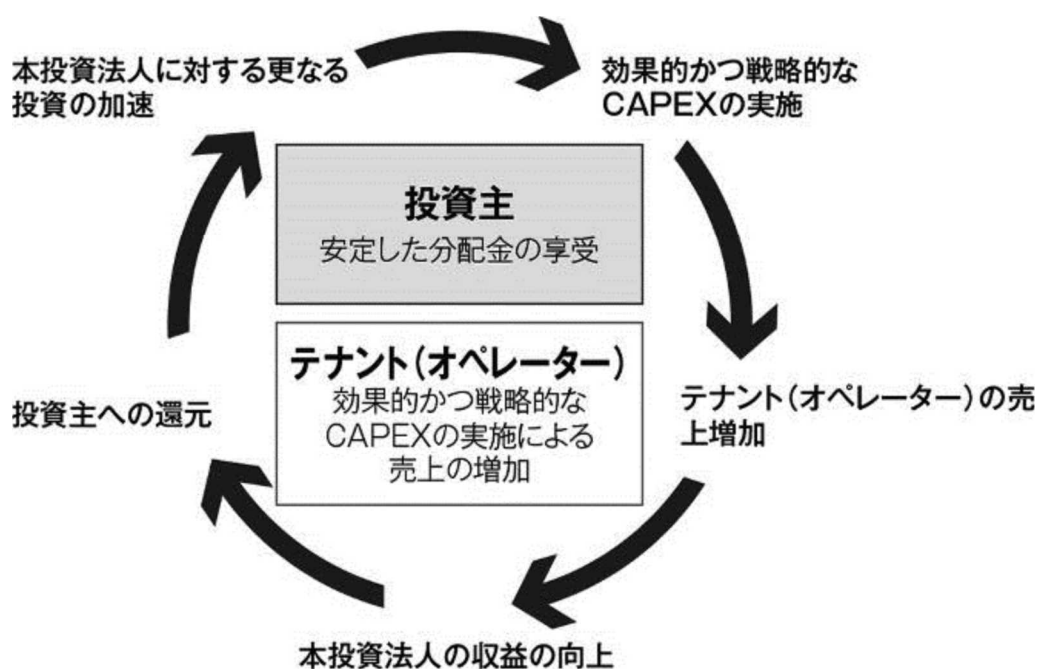 本投資法人に対する更なる
投資の加速
効果的かつ戦略的な
CAPEXの実施
投資主
安定した分配金の享受
テナント(オペレーター)
効果的かつ戦略的な
CAPEXの実施による
売上の増加
投資主への還元
テナント(オペレーター)の売
上増加
本投資法人の収益の向上